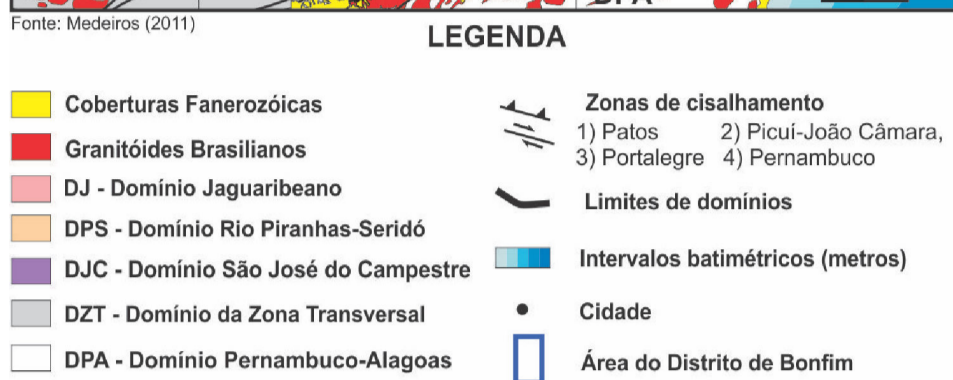 DPA
Fonte: Medeiros (2011)
LEGENDA
Coberturas Fanerozóicas
Granitóides Brasilianos
DJ - Domínio Jaguaribeano
DPS - Domínio Rio Piranhas-Seridó
DJC - Domínio São José do Campestre
DZT - Domínio da Zona Transversal
DPA - Domínio Pernambuco-Alagoas
Zonas de cisalhamento
1) Patos 2) Picuí-João Câmara,
3) Portalegre 4) Pernambuco
Limites de domínios
Intervalos batimétricos (metros)
Cidade
Área do Distrito de Bonfim